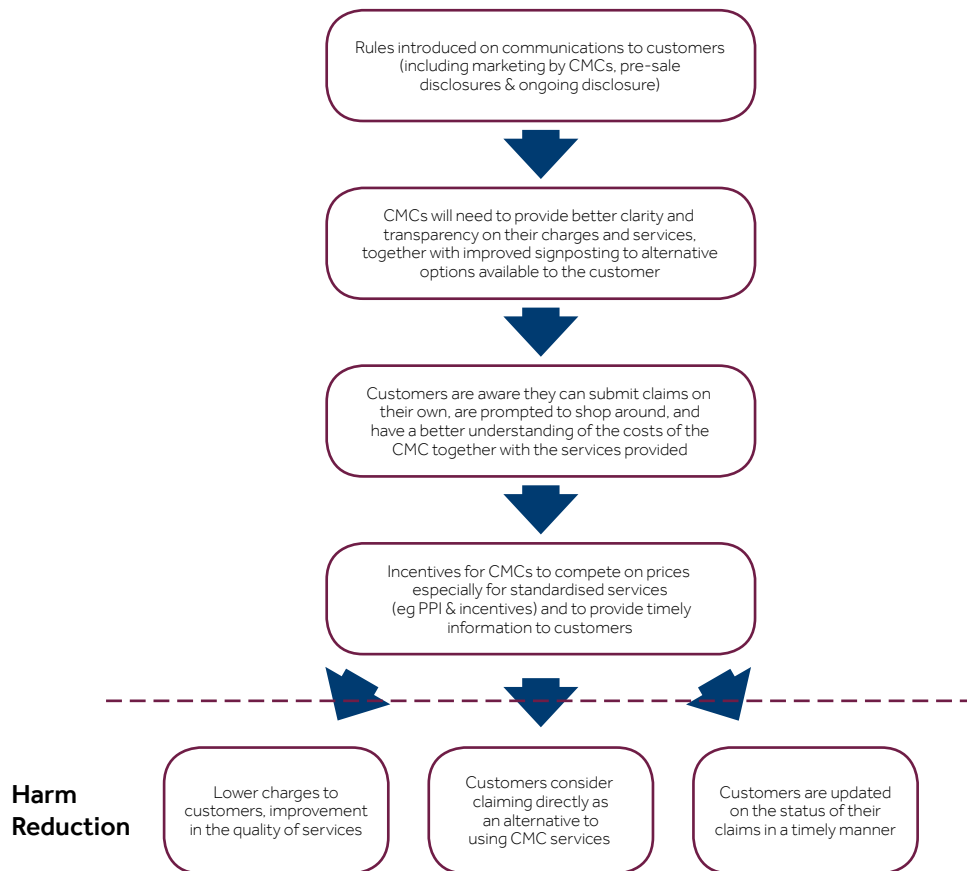 Rules introduced on communications to customers
(including marketing by CMCs, pre-sale
disclosures & ongoing disclosure)
CMCs will need to provide better clarity and
transparency on their charges and services,
together with improved signposting to alternative
options available to the customer
Customers are aware they can submit claims on
their own, are prompted to shop around, and
have a better understanding of the costs of the
CMC together with the services provided
Incentives for CMCs to compete on prices
especially for standardised services
(eg PPI & incentives) and to provide timely
information to customers
Harm
Reduction
Lower charges to
customers, improvement
in the quality of services
Customers consider
claiming directly as
an alternative to
using CMC services
Customers are updated
on the status of their
claims in a timely manner